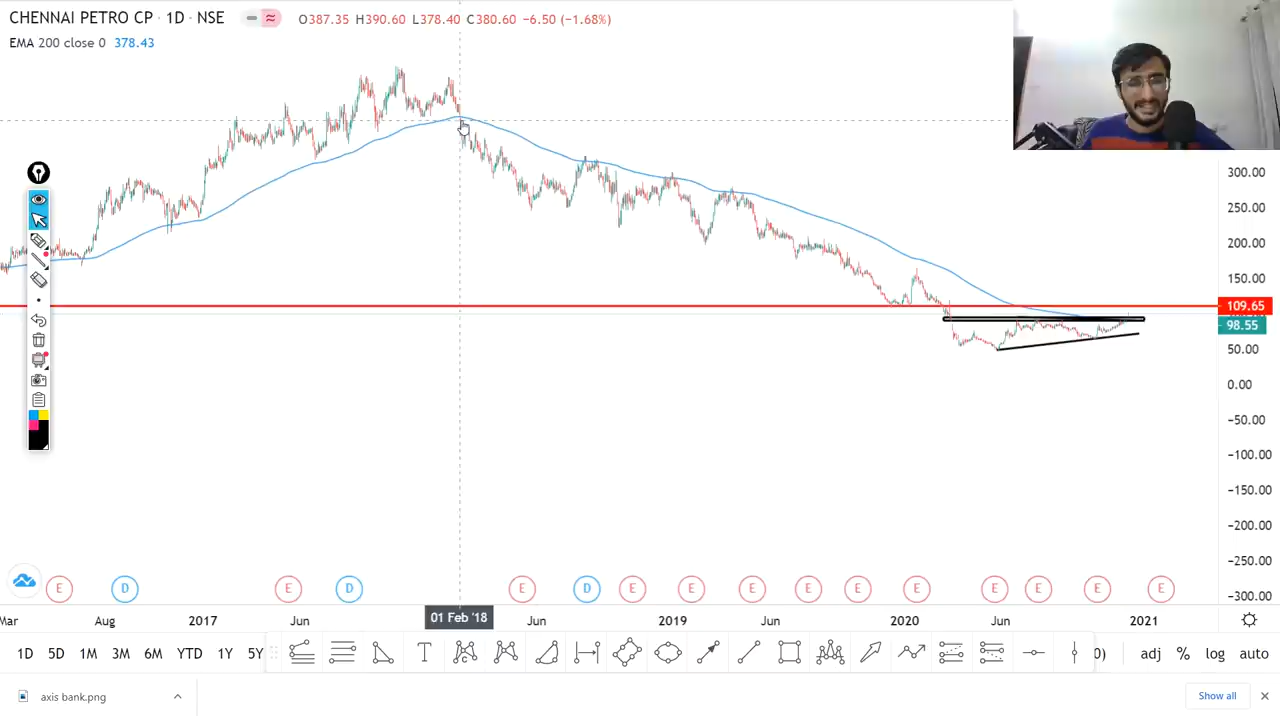 CHENNAI PETRO CP · 1D · NSE
O387.35 H390.60 L378.40 C380.60 −6.50 (−1.68%)
EMA 200 close 0 378.43
300.00
250.00
200.00
150.00
109.65
98.55
50.00
0.00
−50.00
−100.00
−150.00
−200.00
−250.00
−300.00
E D E D E D E E E E E E E E E E
Mar Aug 2017 Jun 01 Feb '18 Jun 2019 Jun 2020 Jun 2021
1D 5D 1M 3M 6M YTD 1Y 5Y T 0) adj % log auto
axis bank.png
Show all